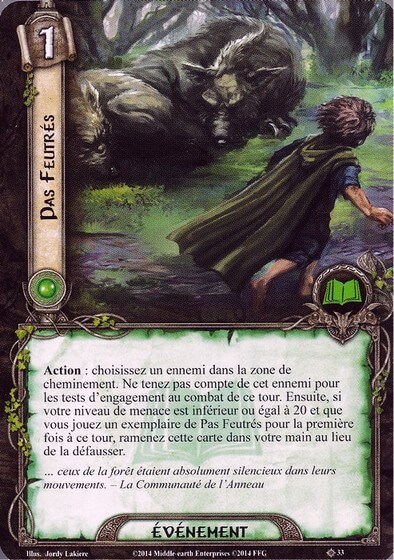 1
PAS FEUTRÉS
Action : choisissez un ennemi dans la zone de
cheminement. Ne tenez pas compte de cet ennemi pour
les tests d'engagement au combat de ce tour. Ensuite, si
votre niveau de menace est inférieur ou égal à 20 et que
vous jouez un exemplaire de Pas Feutrés pour la première
fois à ce tour, ramenez cette carte dans votre main au lieu
de la défausser.
... ceux de la forêt étaient absolument silencieux dans leurs
mouvements. – La Communauté de l'Anneau
ÉVÉNEMENT
Illus. Jordy Lakiere
©2014 Middle-earth Enterprises ©2014 FFG
33